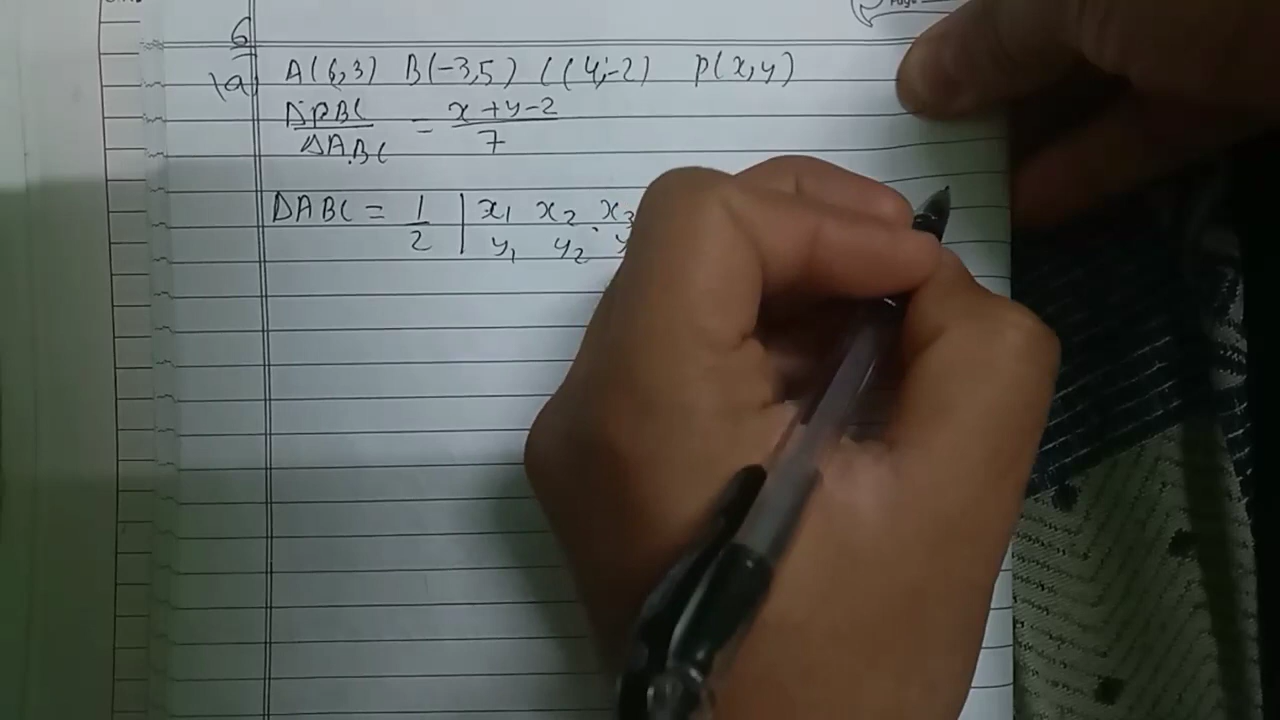 6
1a) A(6,3) B(-3,5) C(4,-2) P(x,y)
ΔPBC/ΔABC = x+y-2/7
ΔABC = 1/2 | x₁ x₂ x₃
y₁ y₂ y